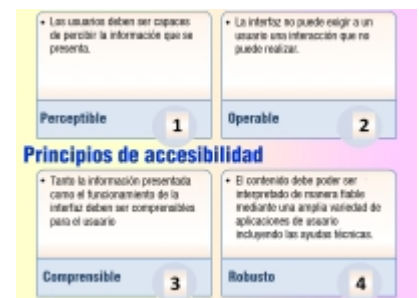 • Los usuarios deben ser capaces
de percibir la información que se
presenta.
Perceptible 1
• La interfaz no puede exigir a un
usuario una interacción que no
puede realizar.
Operable 2
Principios de accesibilidad
• Tanto la información presentada
como el funcionamiento de la
interfaz deben ser comprensibles
para el usuario
Comprensible 3
• El contenido debe poder ser
interpretado de manera fiable
mediante una amplia variedad de
aplicaciones de usuario
incluyendo las ayudas técnicas.
Robusto 4